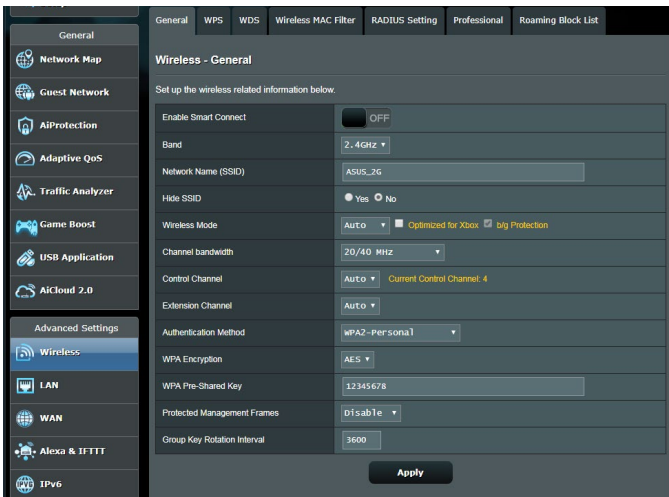 General
Network Map
Guest Network
AiProtection
Adaptive QoS
Traffic Analyzer
Game Boost
USB Application
AiCloud 2.0
Advanced Settings
Wireless
LAN
WAN
Alexa & IFTTT
IPv6
General WPS WDS Wireless MAC Filter RADIUS Setting Professional Roaming Block List
Wireless - General
Set up the wireless related information below.
Enable Smart Connect OFF
Band 2.4GHz
Network Name (SSID) ASUS_2G
Hide SSID Yes No
Wireless Mode Auto Optimized for Xbox b/g Protection
Channel bandwidth 20/40 MHz
Control Channel Auto Current Control Channel: 4
Extension Channel Auto
Authentication Method WPA2-Personal
WPA Encryption AES
WPA Pre-Shared Key 12345678
Protected Management Frames Disable
Group Key Rotation Interval 3600
Apply